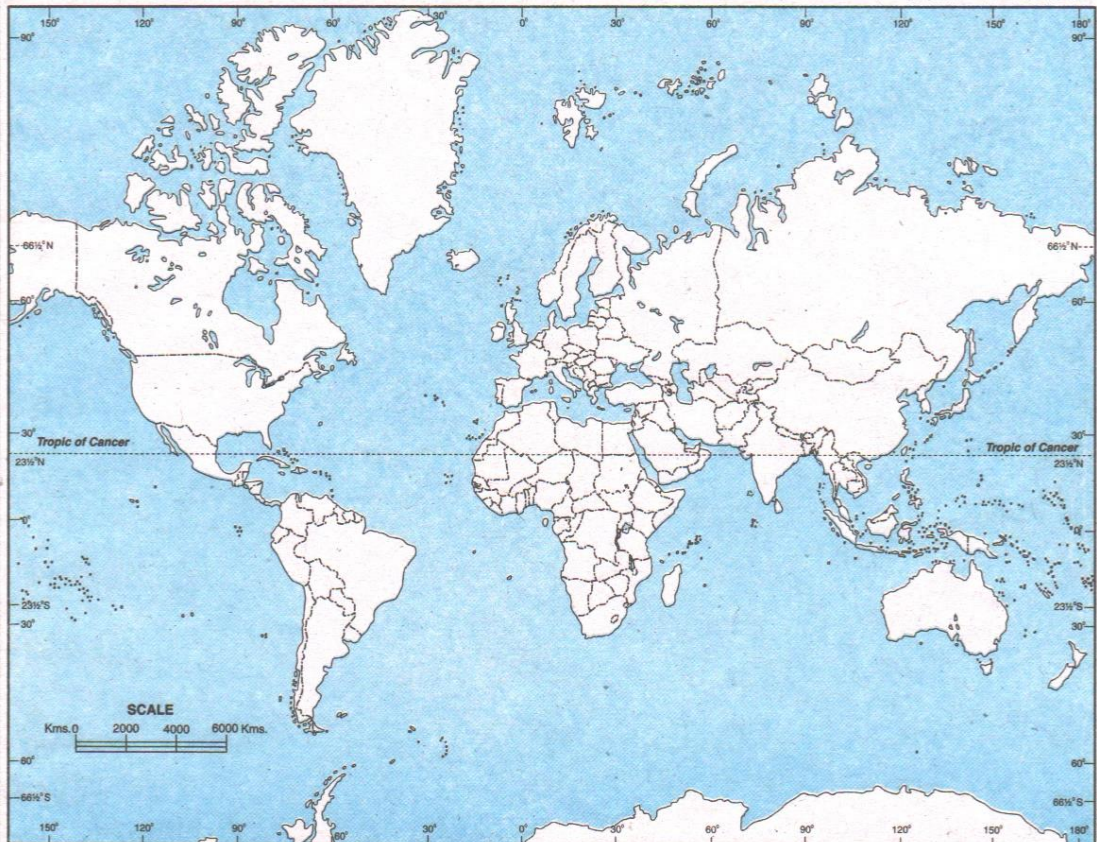 150° 120° 90° 60° 30° 0° 30° 60° 90° 120° 150° 180°
90° 90°
66½°N 66½°N
60° 60°
30° 30°
Tropic of Cancer Tropic of Cancer
23½°N 23½°N
0° 0°
23½°S 23½°S
30° 30°
SCALE
Kms. 0 2000 4000 6000 Kms.
60° 60°
66½°S 66½°S
150° 120° 90° 60° 30° 0° 30° 60° 90° 120° 150° 180°